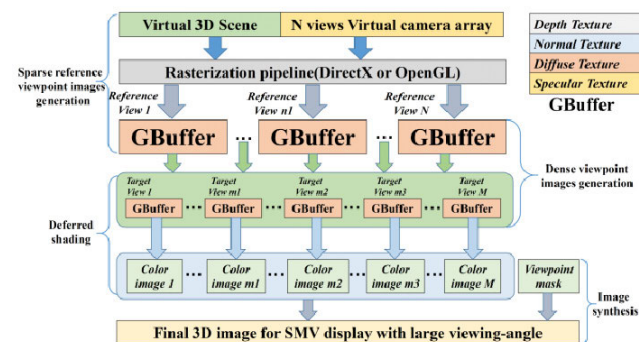 Virtual 3D Scene
N views Virtual camera array
Depth Texture
Normal Texture
Diffuse Texture
Specular Texture
GBuffer
Sparse reference
viewpoint images
generation
Rasterization pipeline(DirectX or OpenGL)
Reference
View 1
Reference
View n1
Reference
View N
GBuffer
...
GBuffer
...
GBuffer
Dense viewpoint
images generation
Target
View 1
Target
View m1
Target
View m2
Target
View m3
Target
View M
GBuffer
...
GBuffer
...
GBuffer
...
GBuffer
...
GBuffer
Deferred
shading
Color
image 1
...
Color
image m1
...
Color
image m2
...
Color
image m3
...
Color
image M
Viewpoint
mask
Image
synthesis
Final 3D image for SMV display with large viewing-angle